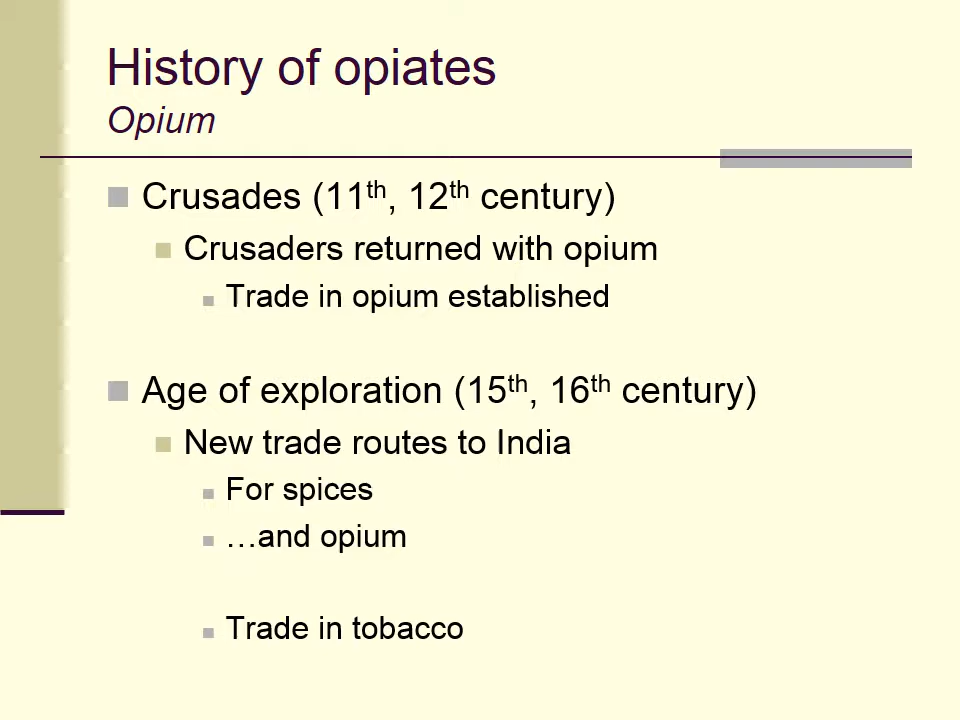 History of opiates
Opium
Crusades (11th, 12th century)
Crusaders returned with opium
Trade in opium established
Age of exploration (15th, 16th century)
New trade routes to India
For spices
…and opium
Trade in tobacco